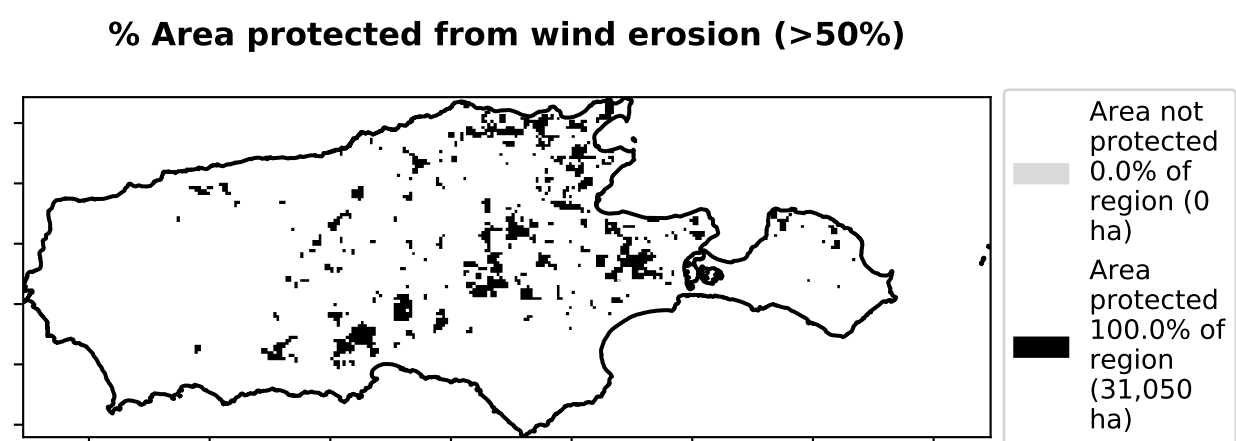 % Area protected from wind erosion (>50%)
Area not
protected
0.0% of
region (0
ha)
Area
protected
100.0% of
region
(31,050
ha)